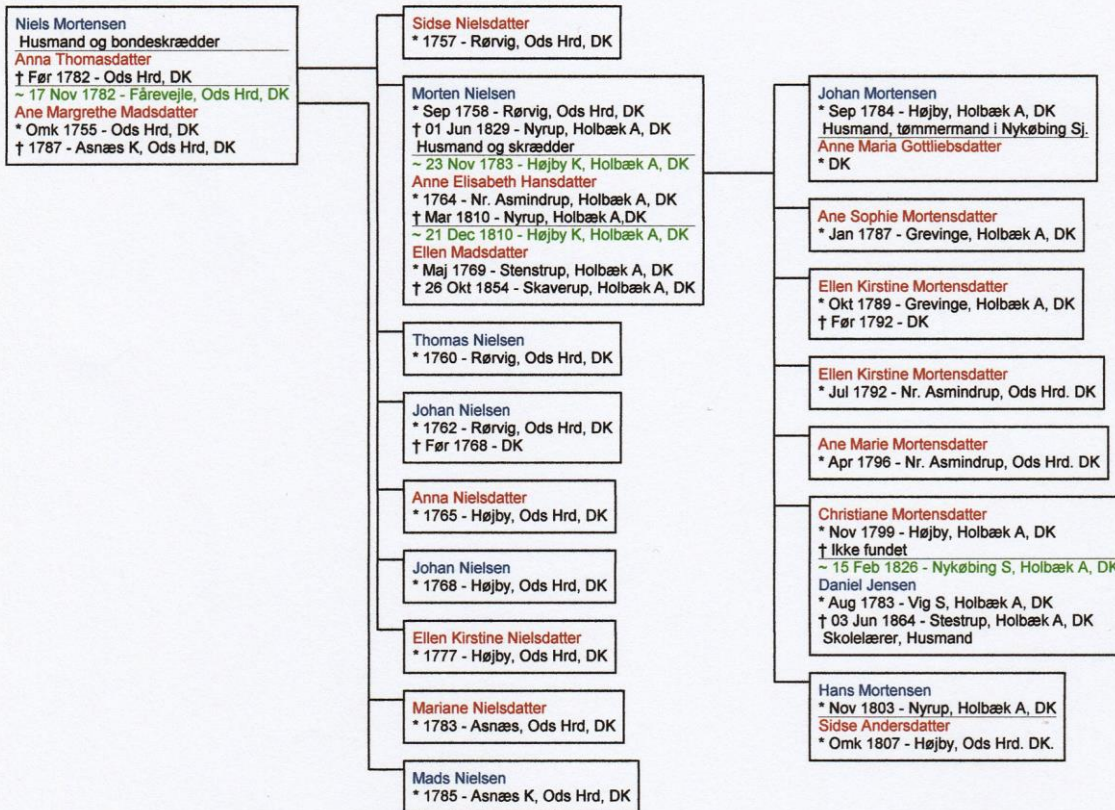 Niels Mortensen
Husmand og bondeskrædder
Anna Thomasdatter
† Før 1782 - Ods Hrd, DK
~ 17 Nov 1782 - Fårevejle, Ods Hrd, DK
Ane Margrethe Madsdatter
* Omk 1755 - Ods Hrd, DK
† 1787 - Asnæs K, Ods Hrd, DK
Sidse Nielsdatter
* 1757 - Rørvig, Ods Hrd, DK
Morten Nielsen
* Sep 1758 - Rørvig, Ods Hrd, DK
† 01 Jun 1829 - Nyrup, Holbæk A, DK
Husmand og skrædder
~ 23 Nov 1783 - Højby K, Holbæk A, DK
Anne Elisabeth Hansdatter
* 1764 - Nr. Asmindrup, Holbæk A, DK
† Mar 1810 - Nyrup, Holbæk A,DK
~ 21 Dec 1810 - Højby K, Holbæk A, DK
Ellen Madsdatter
* Maj 1769 - Stenstrup, Holbæk A, DK
† 26 Okt 1854 - Skaverup, Holbæk A, DK
Thomas Nielsen
* 1760 - Rørvig, Ods Hrd, DK
Johan Nielsen
* 1762 - Rørvig, Ods Hrd, DK
† Før 1768 - DK
Anna Nielsdatter
* 1765 - Højby, Ods Hrd, DK
Johan Nielsen
* 1768 - Højby, Ods Hrd, DK
Ellen Kirstine Nielsdatter
* 1777 - Højby, Ods Hrd, DK
Mariane Nielsdatter
* 1783 - Asnæs, Ods Hrd, DK
Mads Nielsen
* 1785 - Asnæs K, Ods Hrd, DK
Johan Mortensen
* Sep 1784 - Højby, Holbæk A, DK
Husmand, tømmermand i Nykøbing Sj.
Anne Maria Gottliebsdatter
* DK
Ane Sophie Mortensdatter
* Jan 1787 - Grevinge, Holbæk A, DK
Ellen Kirstine Mortensdatter
* Okt 1789 - Grevinge, Holbæk A, DK
† Før 1792 - DK
Ellen Kirstine Mortensdatter
* Jul 1792 - Nr. Asmindrup, Ods Hrd. DK
Ane Marie Mortensdatter
* Apr 1796 - Nr. Asmindrup, Ods Hrd. DK
Christiane Mortensdatter
* Nov 1799 - Højby, Holbæk A, DK
† Ikke fundet
~ 15 Feb 1826 - Nykøbing S, Holbæk A, DK
Daniel Jensen
* Aug 1783 - Vig S, Holbæk A, DK
† 03 Jun 1864 - Stestrup, Holbæk A, DK
Skolelærer, Husmand
Hans Mortensen
* Nov 1803 - Nyrup, Holbæk A, DK
Sidse Andersdatter
* Omk 1807 - Højby, Ods Hrd. DK.